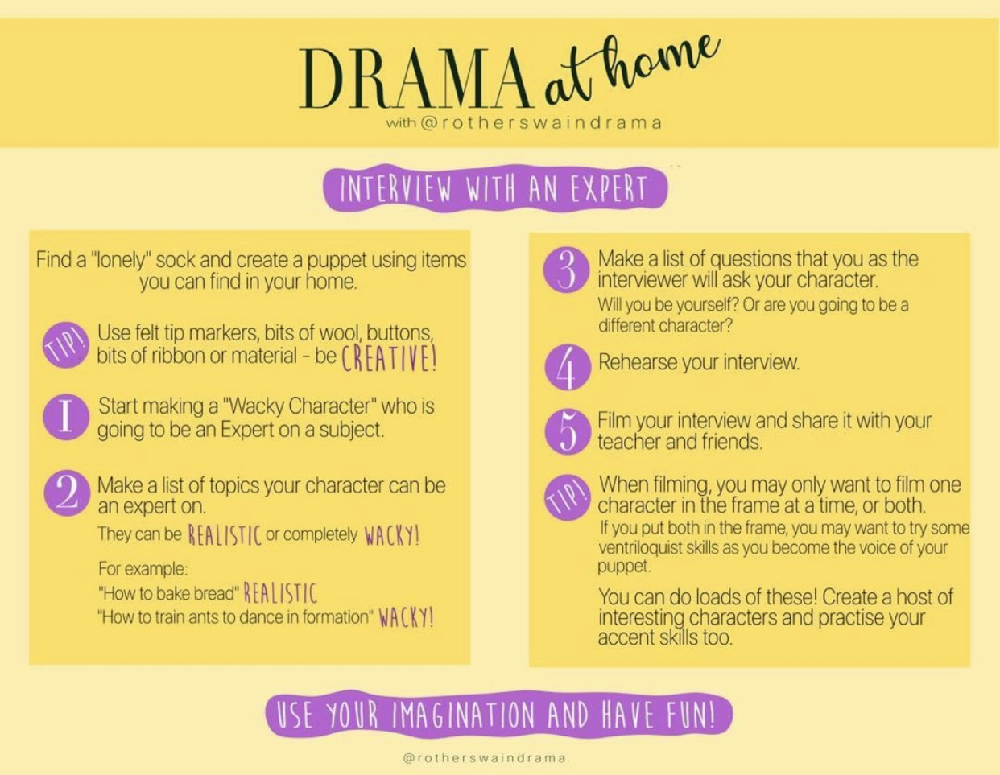 DRAMA at home
with @rotherswaindrama
INTERVIEW WITH AN EXPERT
Find a "lonely" sock and create a puppet using items
you can find in your home.
TIP!
Use felt tip markers, bits of wool, buttons,
bits of ribbon or material - be CREATIVE!
1
Start making a "Wacky Character" who is
going to be an Expert on a subject.
2
Make a list of topics your character can be
an expert on.
They can be REALISTIC or completely WACKY!
For example:
"How to bake bread" REALISTIC
"How to train ants to dance in formation" WACKY!
3
Make a list of questions that you as the
interviewer will ask your character.
Will you be yourself? Or are you going to be a
different character?
4
Rehearse your interview.
5
Film your interview and share it with your
teacher and friends.
TIP!
When filming, you may only want to film one
character in the frame at a time, or both.
If you put both in the frame, you may want to try some
ventriloquist skills as you become the voice of your
puppet.
You can do loads of these! Create a host of
interesting characters and practise your
accent skills too.
USE YOUR IMAGINATION AND HAVE FUN!
@rotherswaindrama